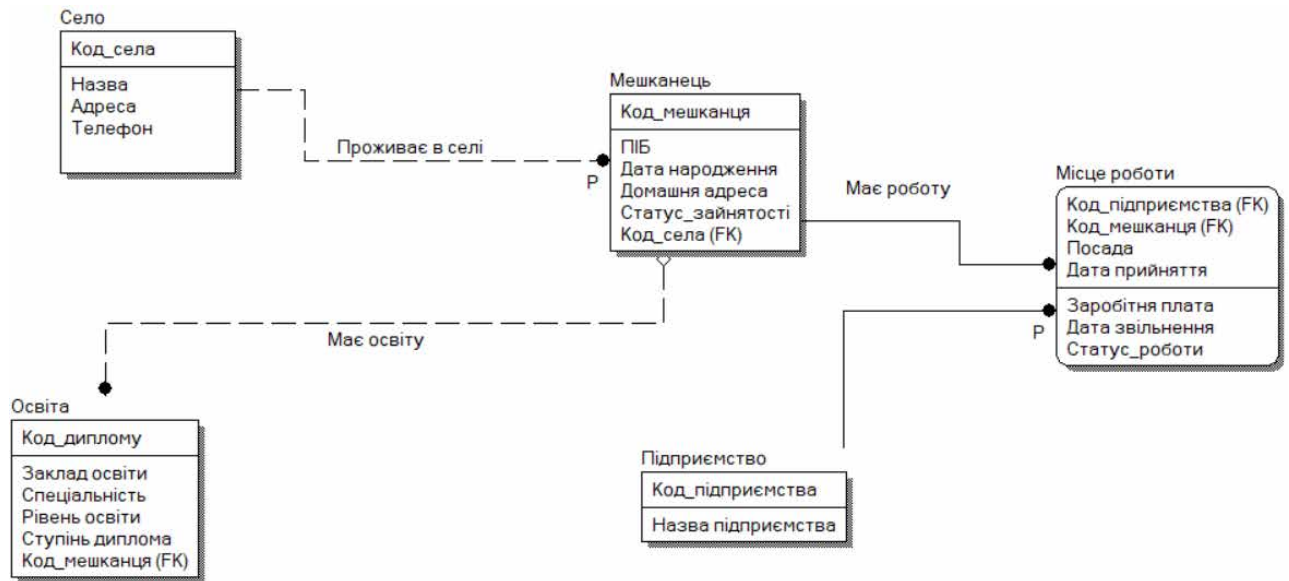 Село
Код_села
Назва
Адреса
Телефон
Проживає в селі
Р
Мешканець
Код_мешканця
ПІБ
Дата народження
Домашня адреса
Статус_зайнятості
Код_села (FK)
Має роботу
Місце роботи
Код_підприємства (FK)
Код_мешканця (FK)
Посада
Дата прийняття
Заробітня плата
Дата звільнення
Статус_роботи
Р
Має освіту
Освіта
Код_диплому
Заклад освіти
Спеціальність
Рівень освіти
Ступінь диплома
Код_мешканця (FK)
Підприємство
Код_підприємства
Назва підприємства